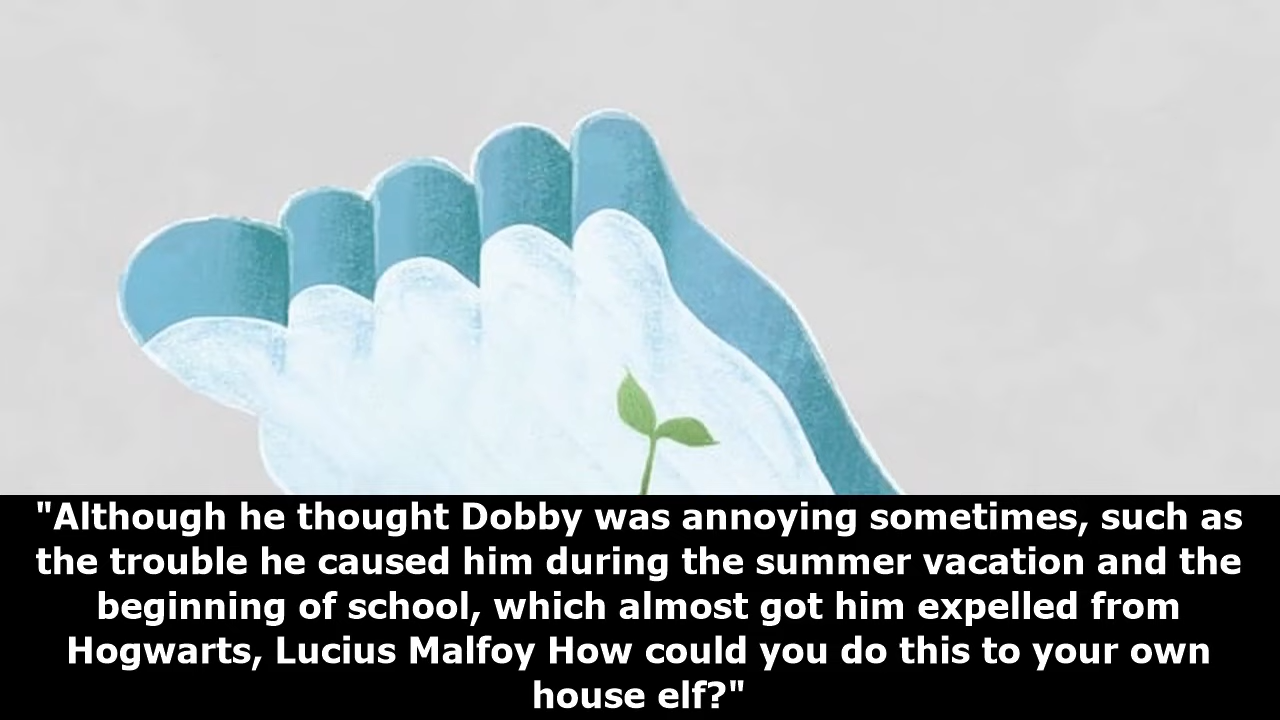 "Although he thought Dobby was annoying sometimes, such as
the trouble he caused him during the summer vacation and the
beginning of school, which almost got him expelled from
Hogwarts, Lucius Malfoy How could you do this to your own
house elf?"